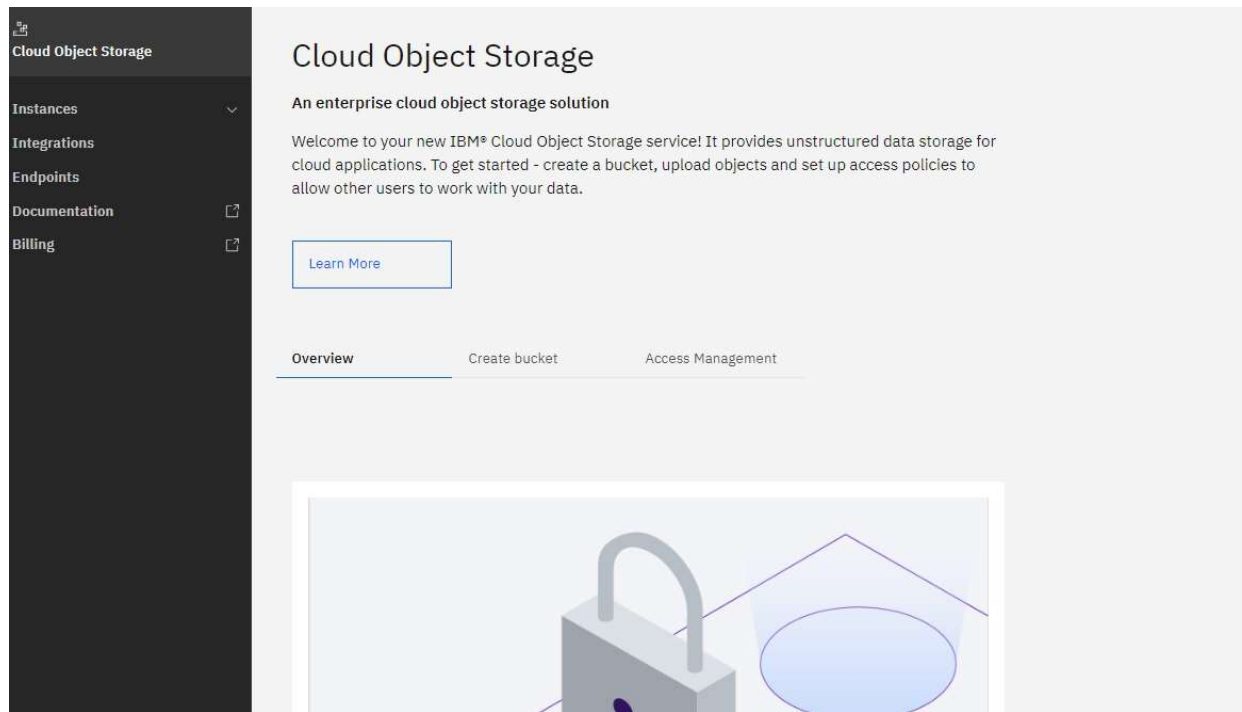 Cloud Object Storage
Instances
Integrations
Endpoints
Documentation
Billing
Cloud Object Storage
An enterprise cloud object storage solution
Welcome to your new IBM® Cloud Object Storage service! It provides unstructured data storage for
cloud applications. To get started - create a bucket, upload objects and set up access policies to
allow other users to work with your data.
Learn More
Overview Create bucket Access Management